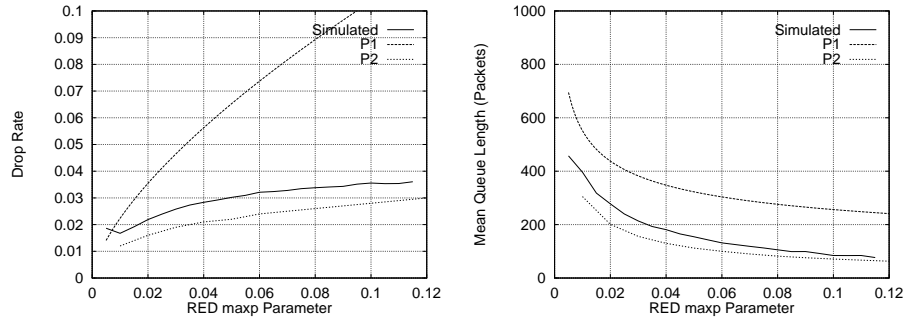 0.1
0.09
0.08
0.07
0.06
0.05
0.04
0.03
0.02
0.01
0
0 0.02 0.04 0.06 0.08 0.1 0.12
Drop Rate
RED maxp Parameter
Simulated
P1
P2
1000
800
600
400
200
0
0 0.02 0.04 0.06 0.08 0.1 0.12
Mean Queue Length (Packets)
RED maxp Parameter
Simulated
P1
P2